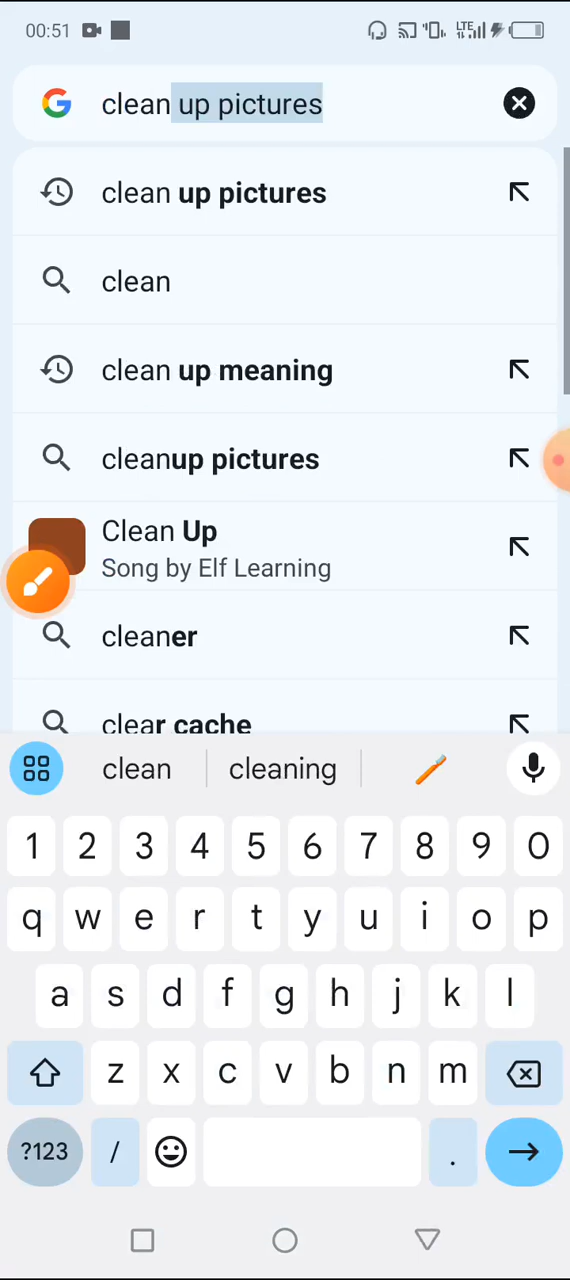 00:51 LTE
clean up pictures
clean up pictures
clean
clean up meaning
cleanup pictures
Clean Up
Song by Elf Learning
cleaner
clear cache
clean cleaning
1 2 3 4 5 6 7 8 9 0
q w e r t y u i o p
a s d f g h j k l
z x c v b n m
?123 / .